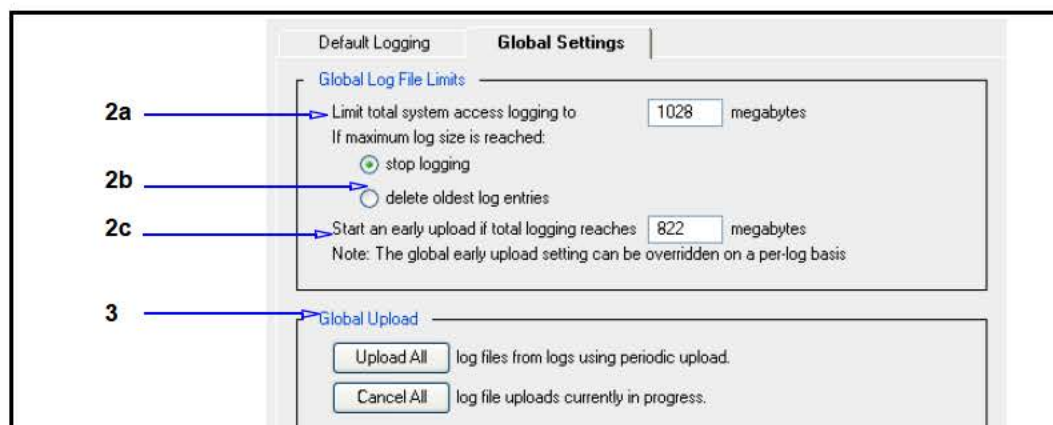 Default Logging Global Settings
Global Log File Limits
2a Limit total system access logging to 1028 megabytes
If maximum log size is reached:
stop logging
2b
delete oldest log entries
2c Start an early upload if total logging reaches 822 megabytes
Note: The global early upload setting can be overridden on a per-log basis
3 Global Upload
Upload All log files from logs using periodic upload.
Cancel All log file uploads currently in progress.